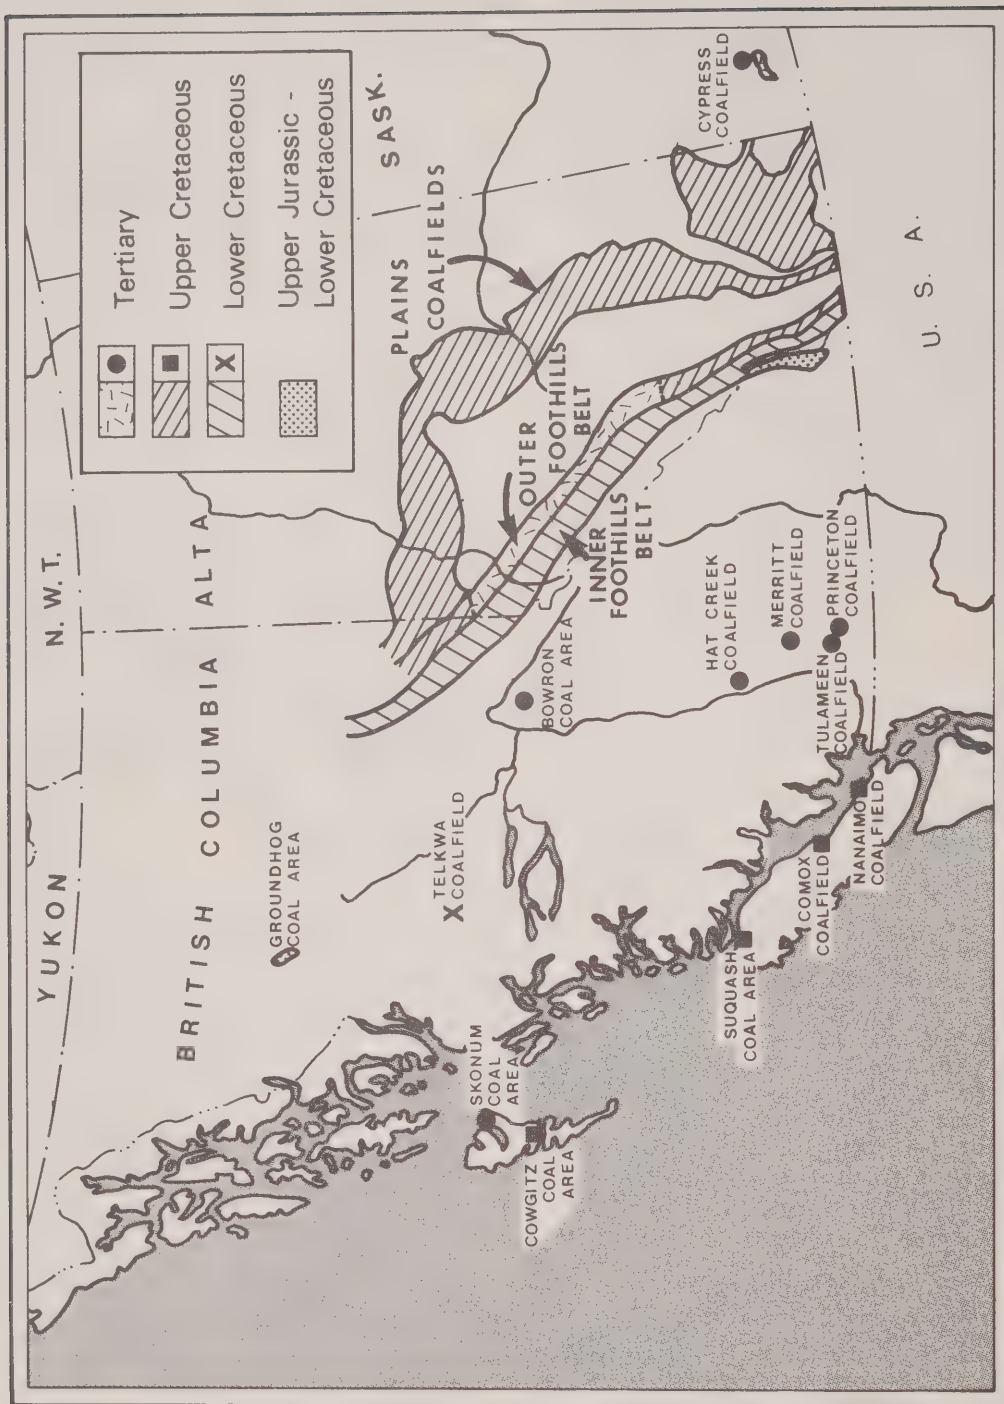 YUKON
N.W.T.
BRITISH COLUMBIA
ALTA
SASK.
U. S. A.
Tertiary
Upper Cretaceous
Lower Cretaceous
Upper Jurassic -
Lower Cretaceous
PLAINS
COALFIELDS
OUTER
FOOTHILLS
BELT
INNER
FOOTHILLS
BELT
CYPRESS
COALFIELD
GROUNDHOG
COAL AREA
TELKWA
COALFIELD
BOWRON
COAL AREA
HAT CREEK
COALFIELD
MERRITT
COALFIELD
PRINCETON
COALFIELD
TULAMEEN
COALFIELD
NANAIMO
COALFIELD
COMOX
COALFIELD
SUQUASH
COAL AREA
SKONUM
COAL
AREA
COWGITZ
COAL
AREA
X
X